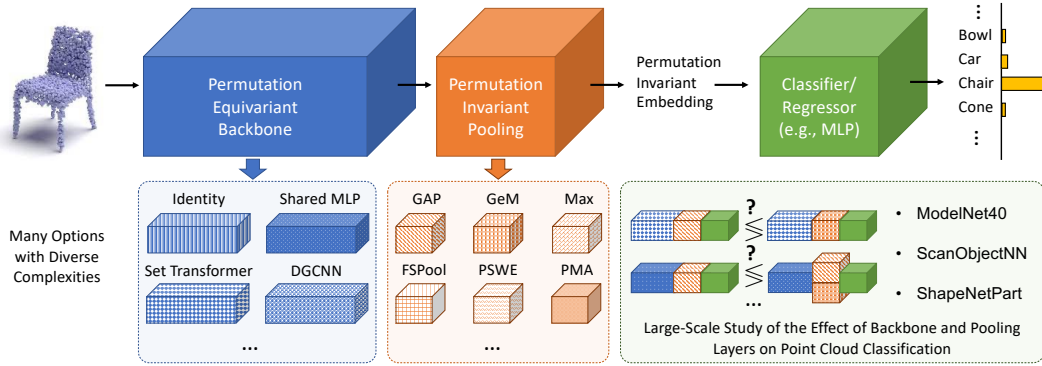 Permutation
Equivariant
Backbone
Permutation
Invariant
Pooling
Permutation
Invariant
Embedding
Classifier/
Regressor
(e.g., MLP)
...
Bowl
Car
Chair
Cone
...
Many Options
with Diverse
Complexities
Identity
Shared MLP
Set Transformer
DGCNN
...
GAP
GeM
Max
FSPool
PSWE
PMA
...
?
⋚
?
⋚
...
• ModelNet40
• ScanObjectNN
• ShapeNetPart
Large-Scale Study of the Effect of Backbone and Pooling
Layers on Point Cloud Classification